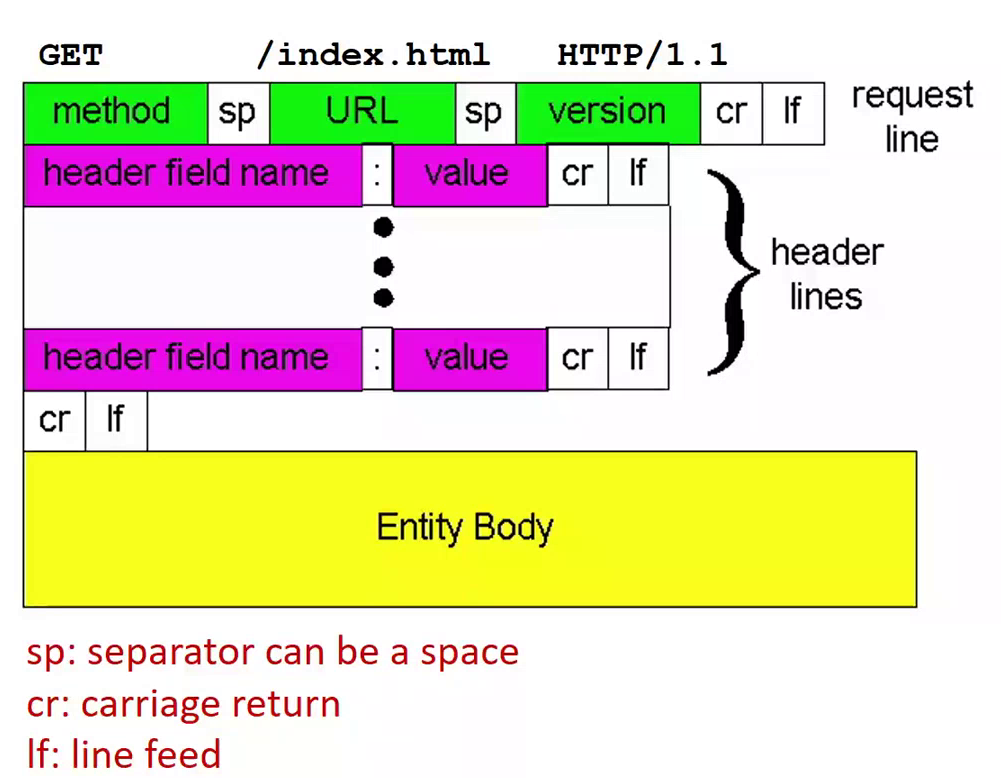 GET /index.html HTTP/1.1
method sp URL sp version cr lf request line
header field name : value cr lf
header lines
header field name : value cr lf
cr lf
Entity Body
sp: separator can be a space
cr: carriage return
lf: line feed